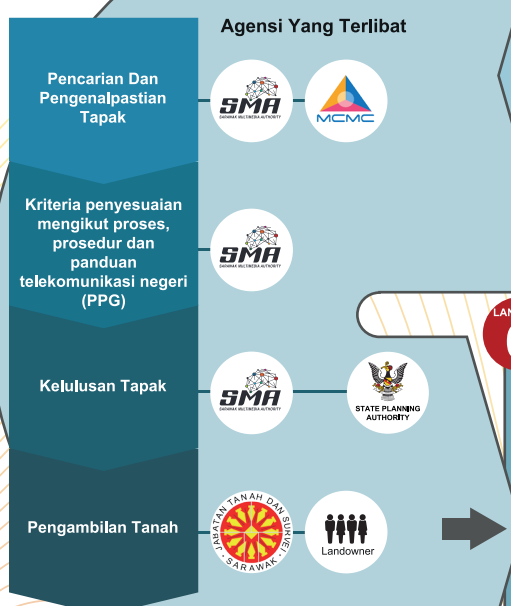 Agensi Yang Terlibat
Pencarian Dan
Pengenalpastian
Tapak
SMA
SARAWAK MULTIMEDIA AUTHORITY
MCMC
Kriteria penyesuaian
mengikut proses,
prosedur dan
panduan
telekomunikasi negeri
(PPG)
SMA
SARAWAK MULTIMEDIA AUTHORITY
LAN
Kelulusan Tapak
SMA
SARAWAK MULTIMEDIA AUTHORITY
STATE PLANNING
AUTHORITY
Pengambilan Tanah
JABATAN TANAH DAN SURVEI
SARAWAK
Landowner